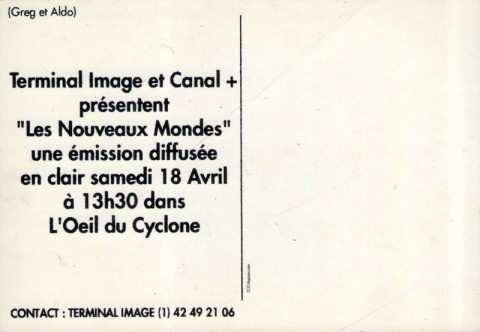 (Greg et Aldo)
Terminal Image et Canal +
présentent
"Les Nouveaux Mondes"
une émission diffusée
en clair samedi 18 Avril
à 13h30 dans
L'Oeil du Cyclone
CONTACT : TERMINAL IMAGE (1) 42 49 21 06